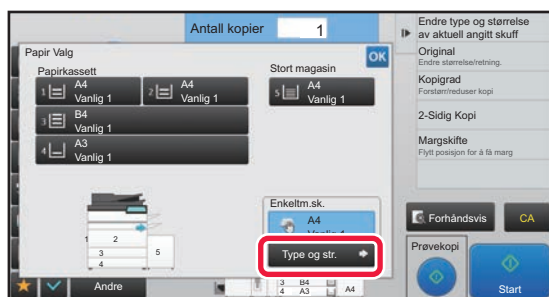 Antall kopier 1
Papir Valg
OK
Papirkassett
Stort magasin
1 A4
Vanlig 1
2 A4
Vanlig 1
5 A4
Vanlig 1
3 B4
Vanlig 1
4 A3
Vanlig 1
Enkeltm.sk.
A4
Vanlig 1
Type og str.
1
2
3
4
5
Andre
3 B4
4 A3
A4
Endre type og størrelse
av aktuell angitt skuff
Original
Endre størrelse/retning.
Kopigrad
Forstørr/reduser kopi
2-Sidig Kopi
Margskifte
Flytt posisjon for å få marg
Forhåndsvis
CA
Prøvekopi
Start